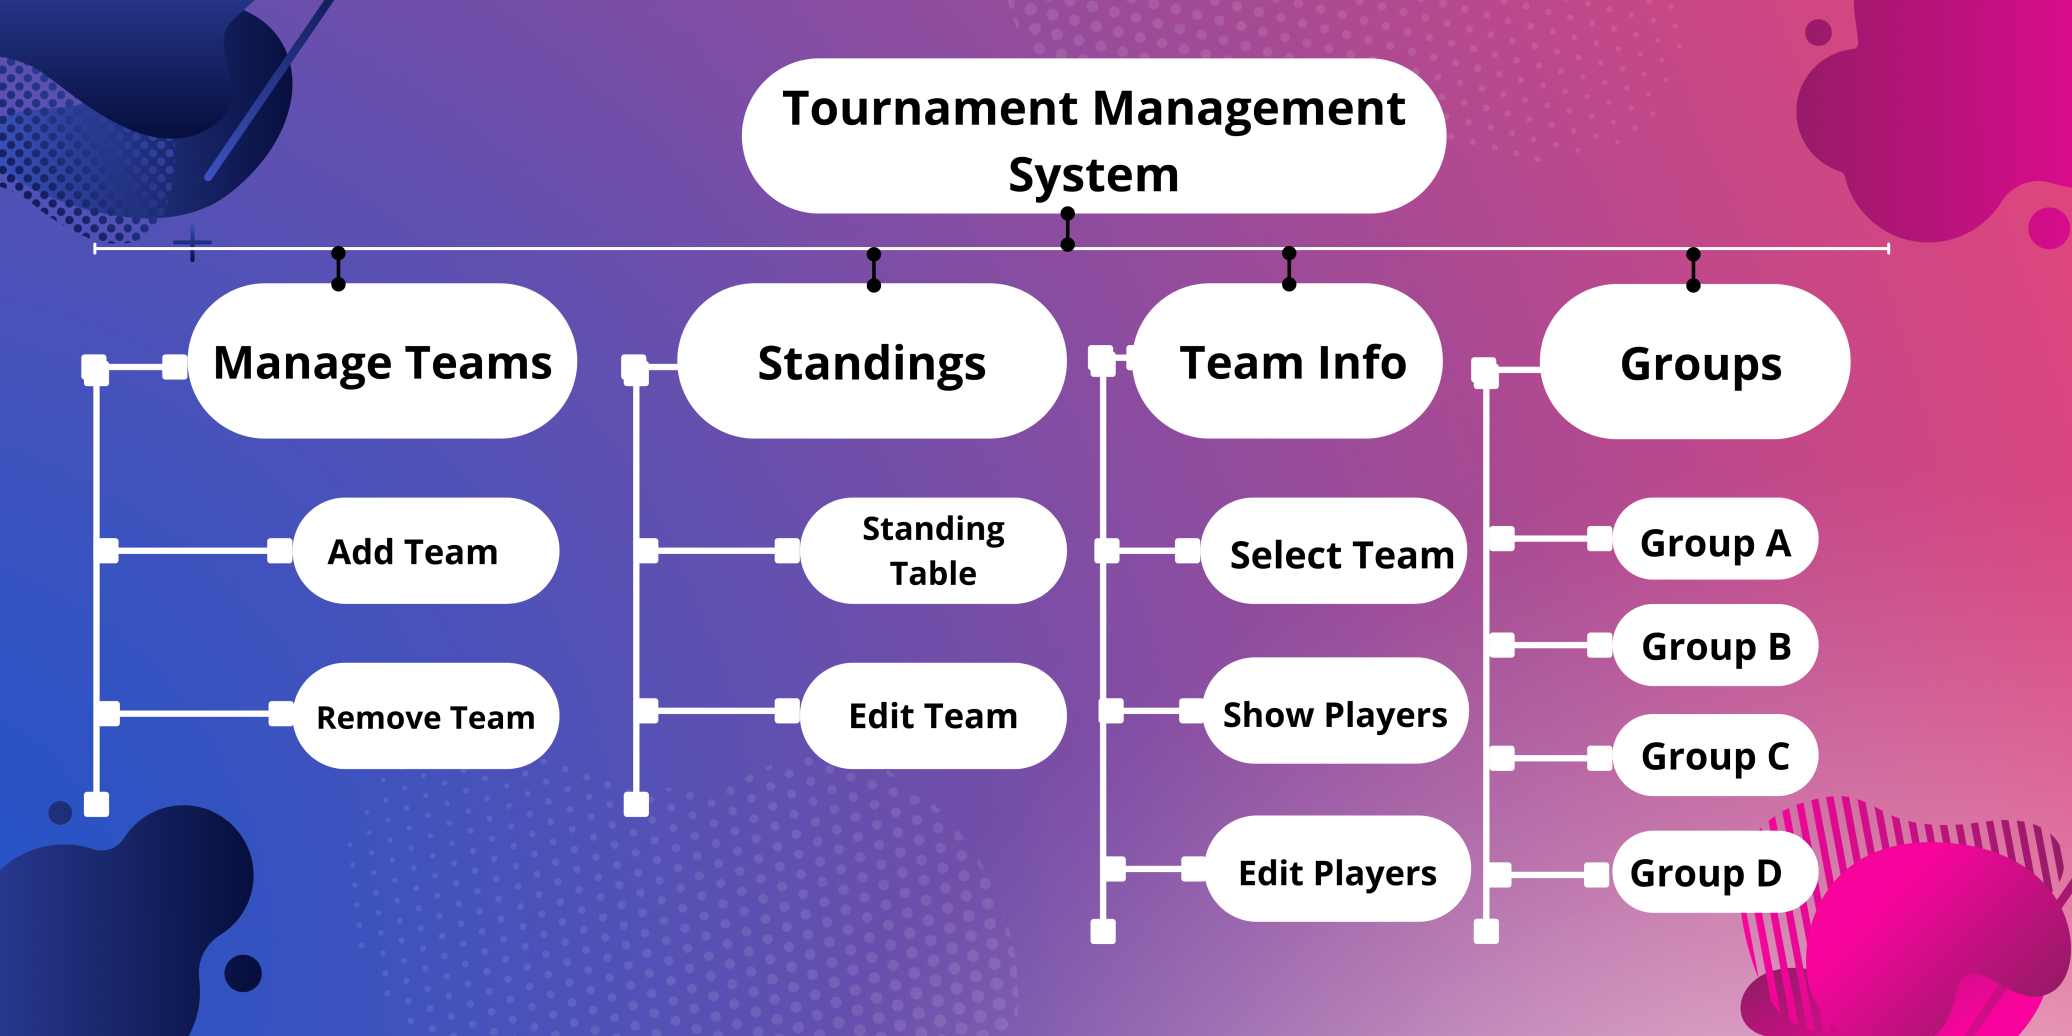 Tournament Management
System
Manage Teams
Standings
Team Info
Groups
Add Team
Remove Team
Standing
Table
Edit Team
Select Team
Show Players
Edit Players
Group A
Group B
Group C
Group D